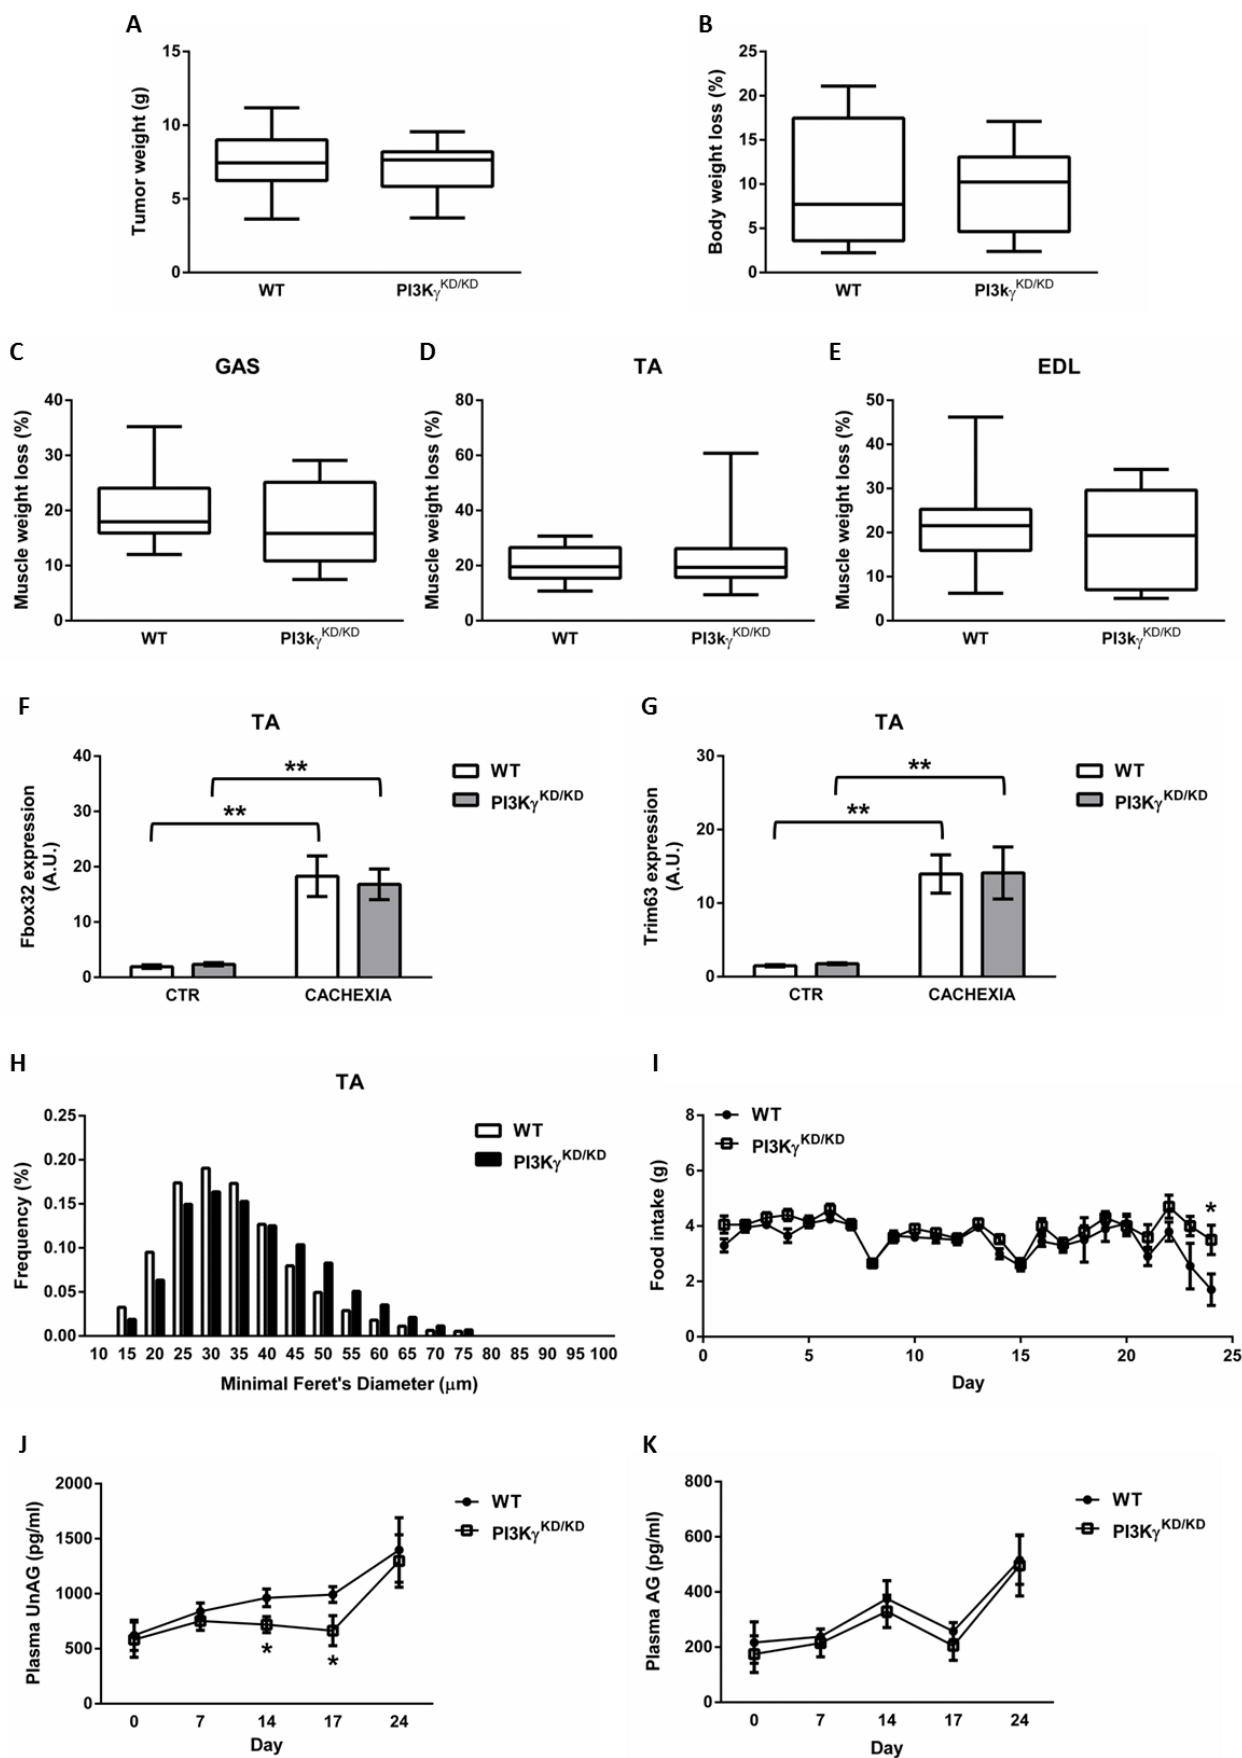 A
B
15
10
5
0
Tumor weight (g)
WT
PI3Kγ^KD/KD
25
20
15
10
5
0
Body weight loss (%)
WT
PI3kγ^KD/KD
C
D
E
GAS
40
30
20
10
0
Muscle weight loss (%)
WT
PI3kγ^KD/KD
TA
80
60
40
20
0
Muscle weight loss (%)
WT
PI3kγ^KD/KD
EDL
50
40
30
20
10
0
Muscle weight loss (%)
WT
PI3kγ^KD/KD
F
TA
40
30
20
10
0
Fbox32 expression
(A.U.)
**
**
CTR
CACHEXIA
WT
PI3Kγ^KD/KD
G
TA
30
20
10
0
Trim63 expression
(A.U.)
**
**
CTR
CACHEXIA
WT
PI3Kγ^KD/KD
H
TA
0.25
0.20
0.15
0.10
0.05
0.00
Frequency (%)
WT
PI3Kγ^KD/KD
10 15 20 25 30 35 40 45 50 55 60 65 70 75 80 85 90 95 100
Minimal Feret's Diameter (μm)
I
8
6
4
2
0
Food intake (g)
WT
PI3Kγ^KD/KD
*
0 5 10 15 20 25
Day
J
2000
1500
1000
500
0
Plasma UnAG (pg/ml)
WT
PI3Kγ^KD/KD
*
*
0 7 14 17 24
Day
K
800
600
400
200
0
Plasma AG (pg/ml)
WT
PI3Kγ^KD/KD
0 7 14 17 24
Day